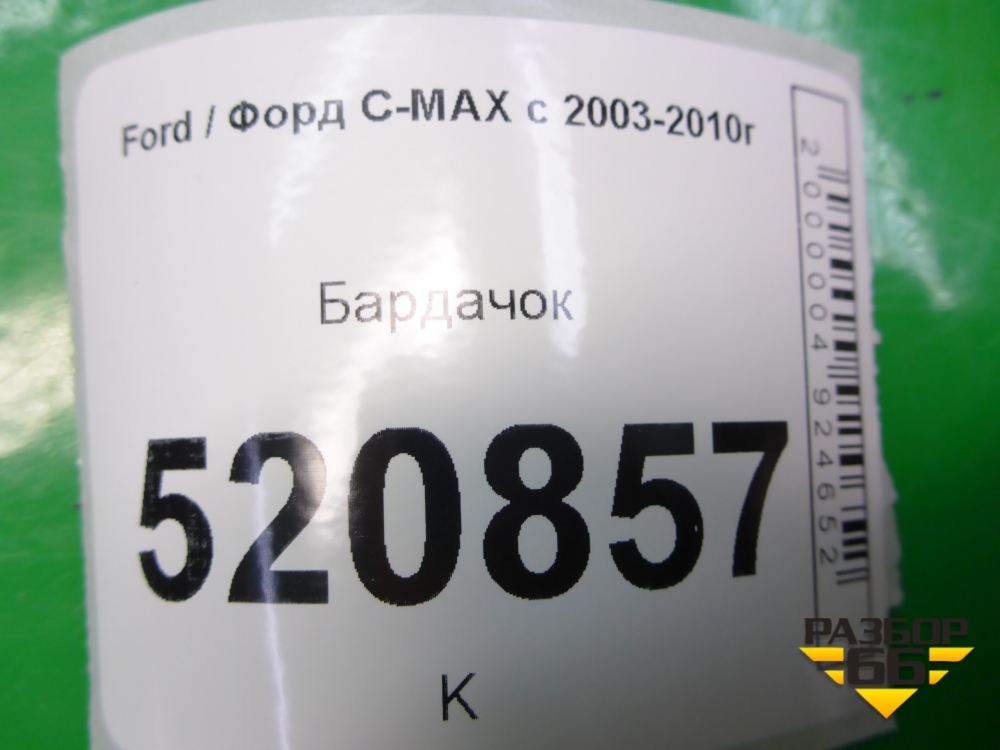 Ford / Форд C-MAX с 2003-2010г
Бардачок
520857
К
2000004924652
РАЗБОР
66